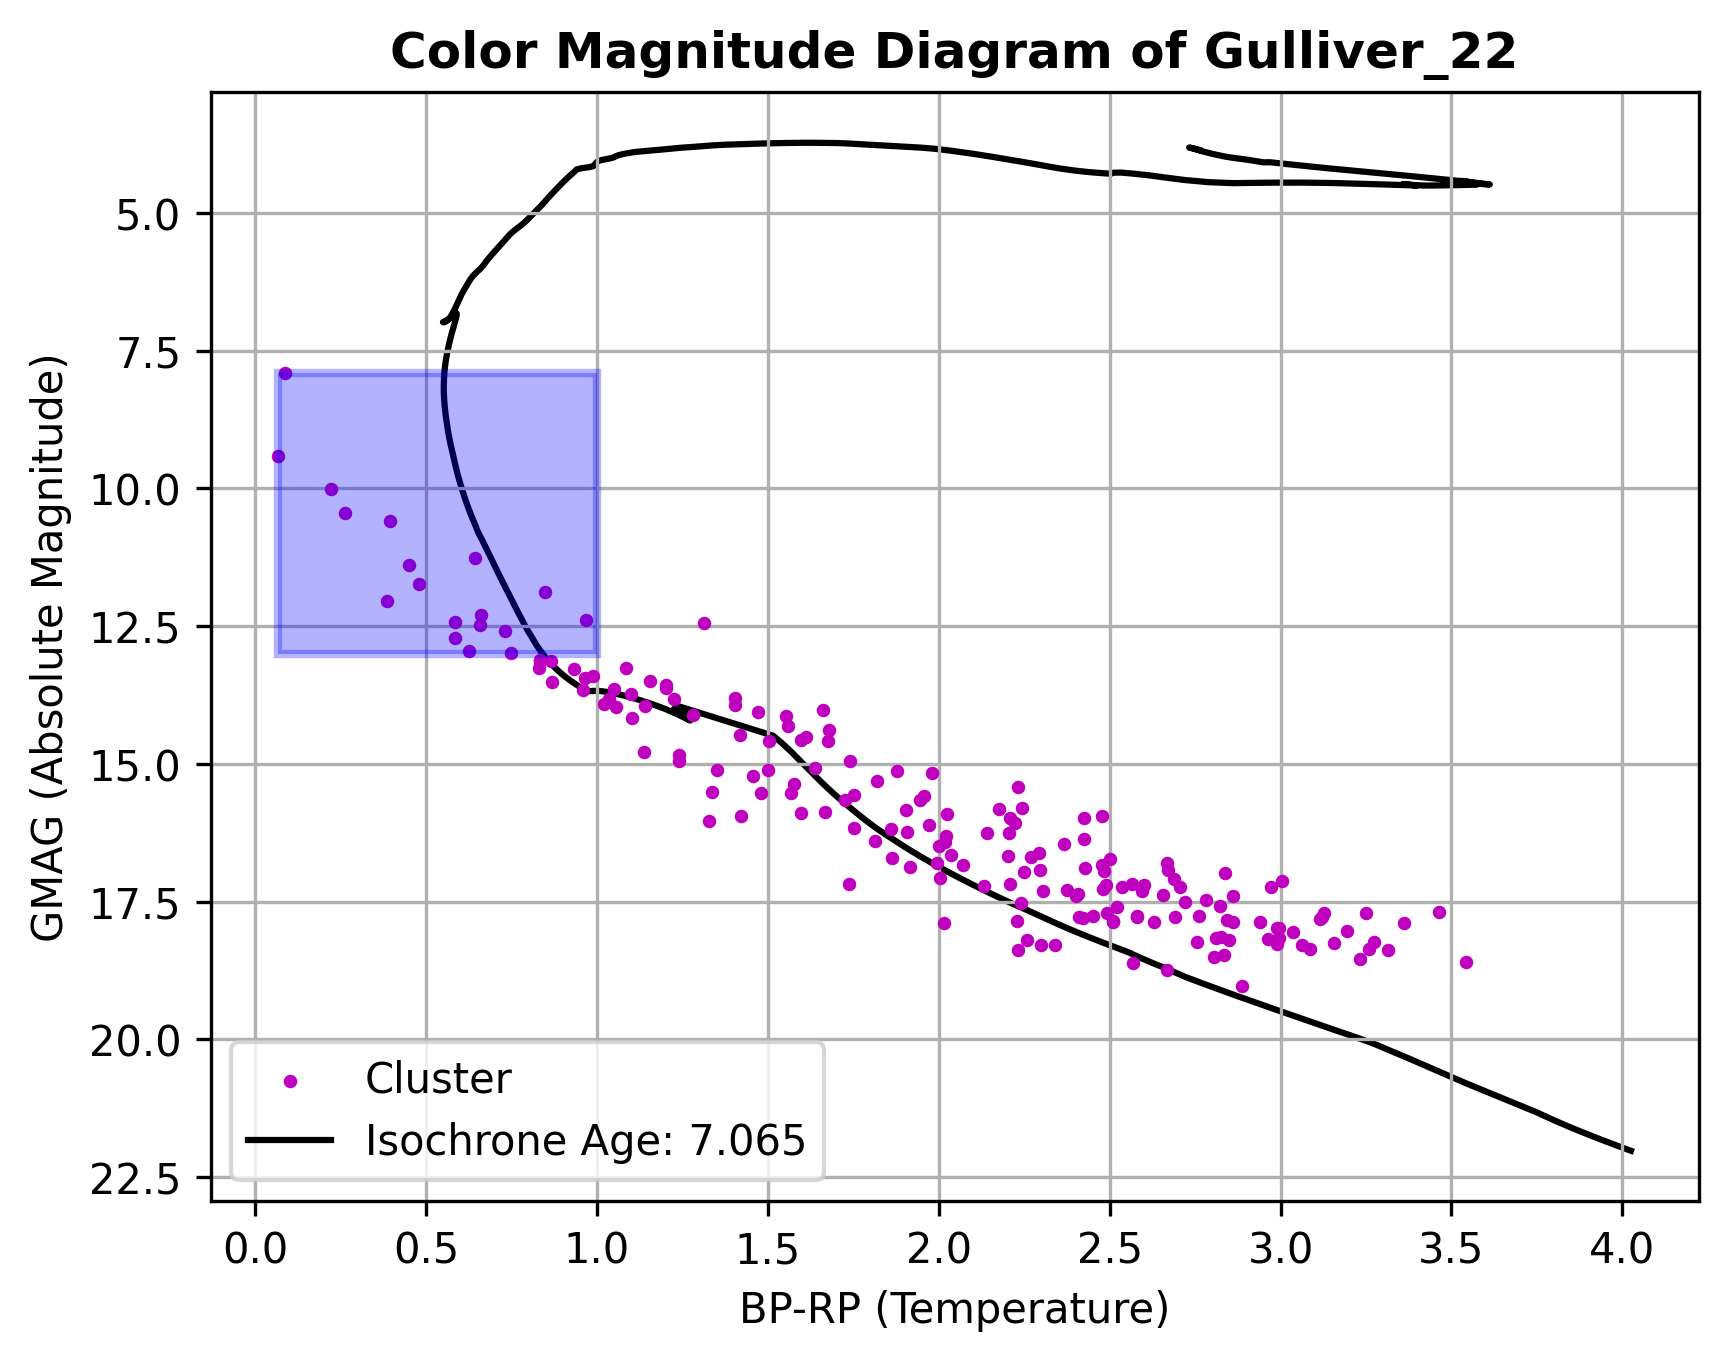 Color Magnitude Diagram of Gulliver_22
GMAG (Absolute Magnitude)
5.0
7.5
10.0
12.5
15.0
17.5
20.0
22.5
Cluster
Isochrone Age: 7.065
0.0 0.5 1.0 1.5 2.0 2.5 3.0 3.5 4.0
BP-RP (Temperature)